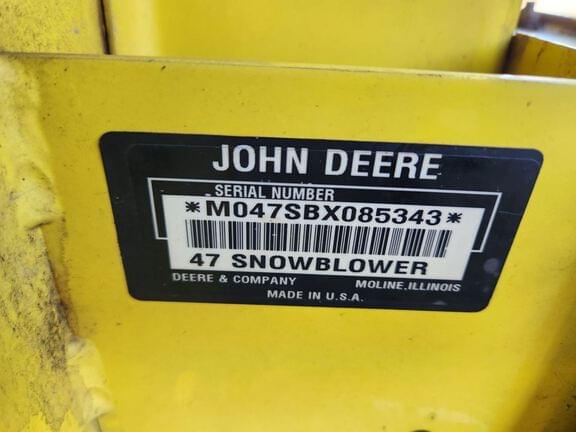 JOHN DEERE
SERIAL NUMBER
*M047SBX085343*
47 SNOWBLOWER
DEERE & COMPANY MOLINE,ILLINOIS
MADE IN U.S.A.